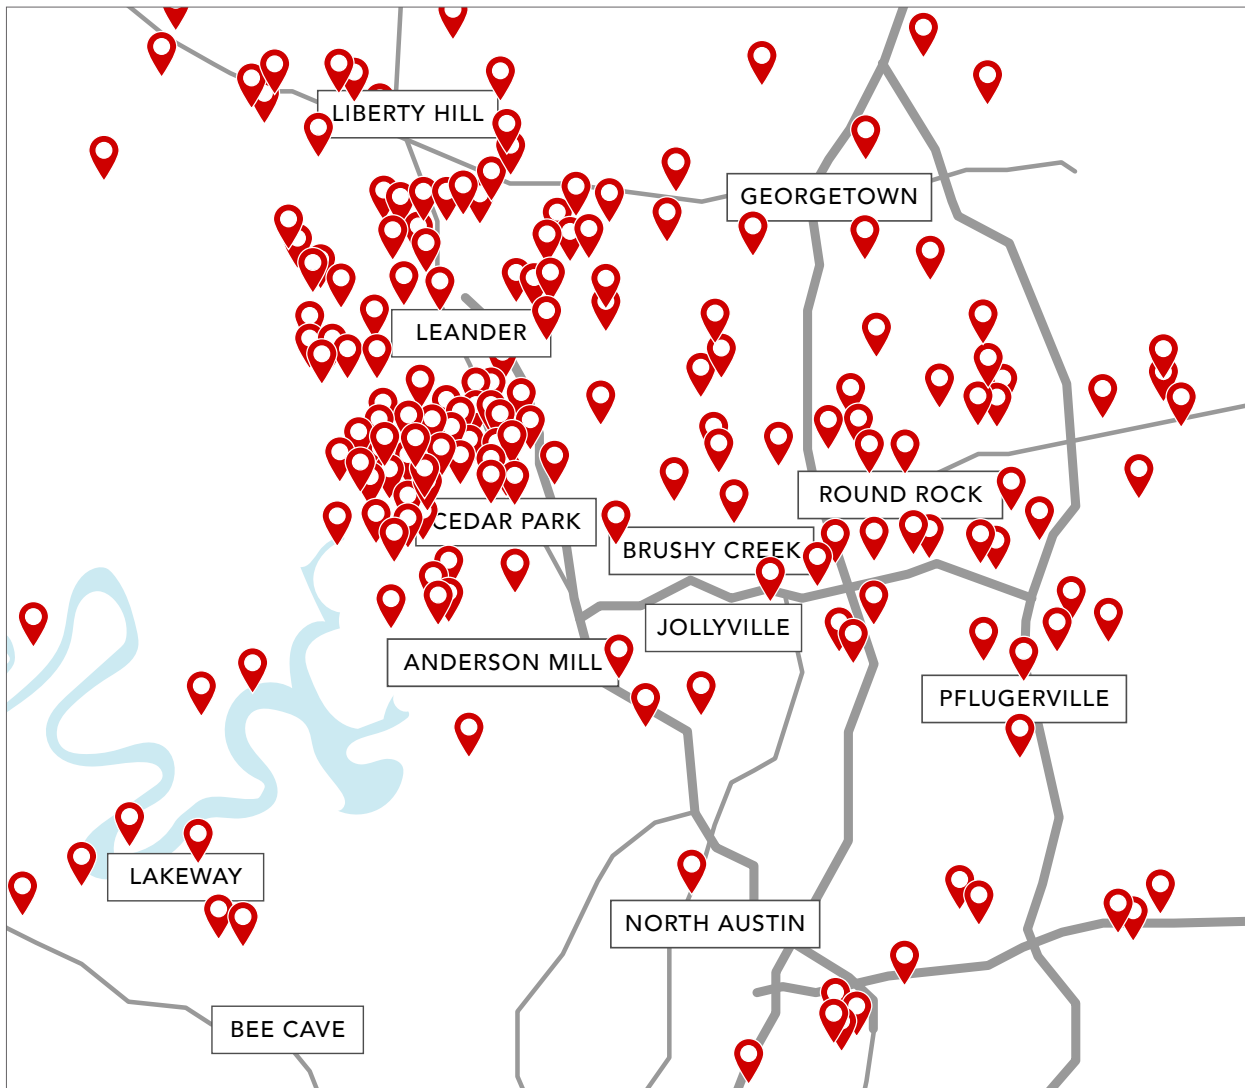 LIBERTY HILL
GEORGETOWN
LEANDER
ROUND ROCK
CEDAR PARK
BRUSHY CREEK
JOLLYVILLE
ANDERSON MILL
PFLUGERVILLE
LAKEWAY
NORTH AUSTIN
BEE CAVE